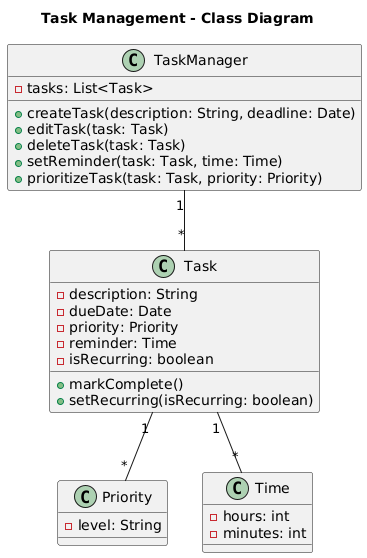 Task Management - Class Diagram
C TaskManager
tasks: List<Task>
createTask(description: String, deadline: Date)
editTask(task: Task)
deleteTask(task: Task)
setReminder(task: Task, time: Time)
prioritizeTask(task: Task, priority: Priority)
1
*
C Task
description: String
dueDate: Date
priority: Priority
reminder: Time
isRecurring: boolean
markComplete()
setRecurring(isRecurring: boolean)
1 1
* *
C Priority
level: String
C Time
hours: int
minutes: int